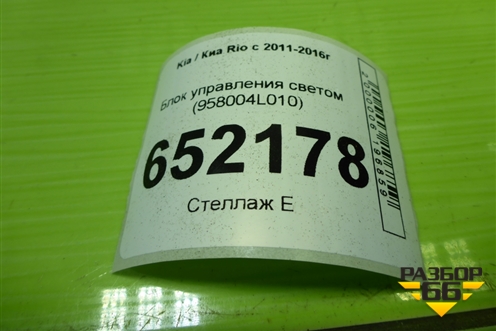 Kia / Киа Rio с 2011-2016г
Блок управления светом
(958004L010)
652178
Стеллаж Е
РАЗБОР
66